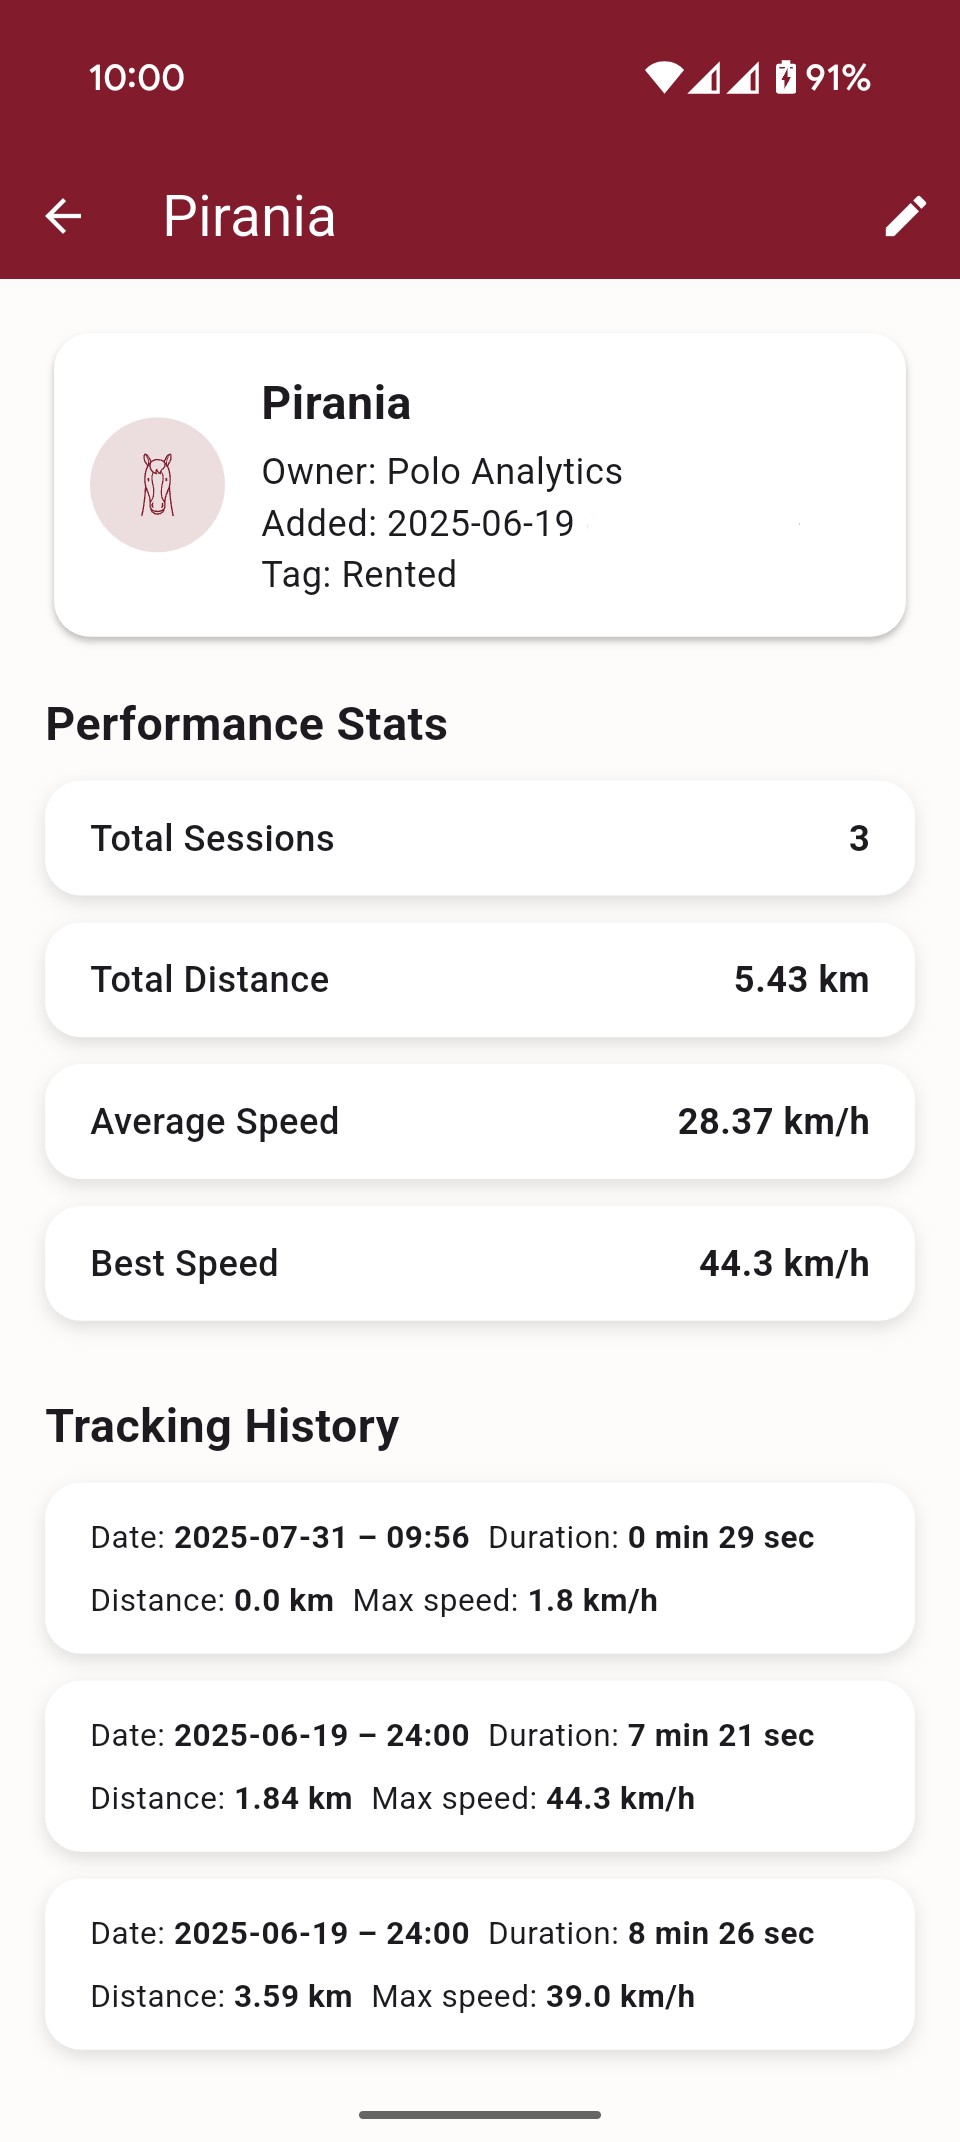 10:00 91%
Pirania
Pirania
Owner: Polo Analytics
Added: 2025-06-19
Tag: Rented
Performance Stats
Total Sessions 3
Total Distance 5.43 km
Average Speed 28.37 km/h
Best Speed 44.3 km/h
Tracking History
Date: 2025-07-31 – 09:56 Duration: 0 min 29 sec
Distance: 0.0 km Max speed: 1.8 km/h
Date: 2025-06-19 – 24:00 Duration: 7 min 21 sec
Distance: 1.84 km Max speed: 44.3 km/h
Date: 2025-06-19 – 24:00 Duration: 8 min 26 sec
Distance: 3.59 km Max speed: 39.0 km/h